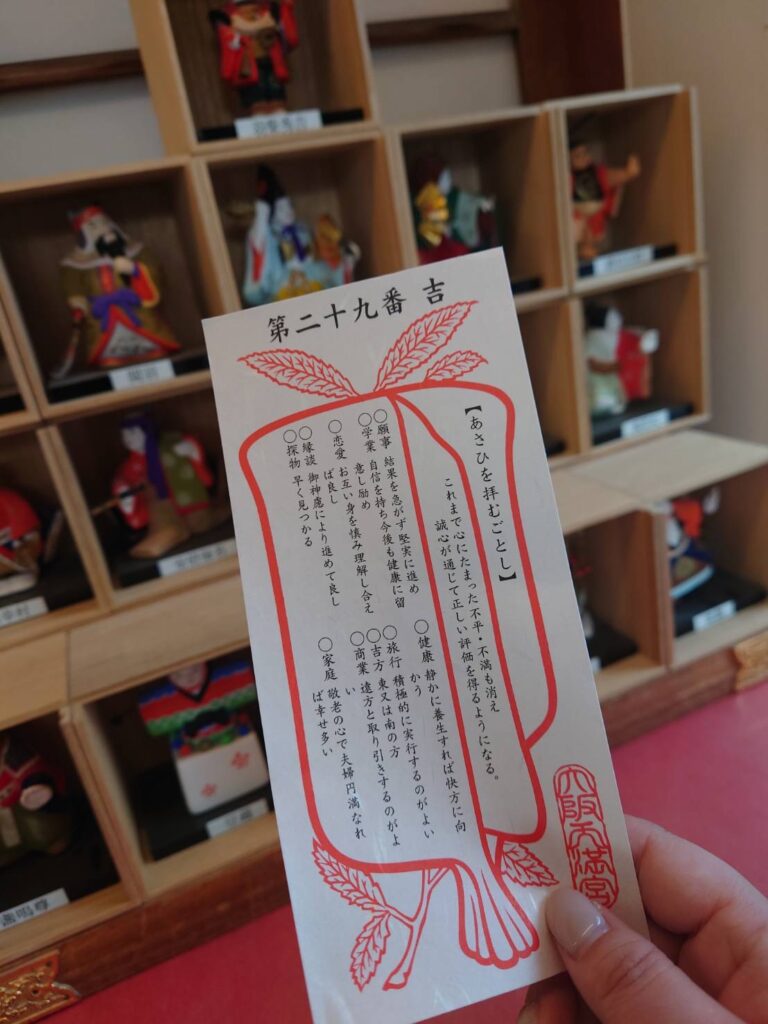 第二十九番 吉
【あさひを拝むごとし】
これまで心にたまった不平・不満も消え
誠心が通じて正しい評価を得るようになる。
○願事 結果を急がず堅実に進め
○学業 自信を持ち今後も健康に留
意し励め
○恋愛 お互い身を慎み理解し合え
ば良し
○縁談 御神慮により進めて良し
○探物 早く見つかる
○健康 静かに養生すれば快方に向
かう
○旅行 積極的に実行するのがよい
○吉方 東又は南の方
○商業 遠方と取り引きするのがよ
い
○家庭 敬老の心で夫婦円満なれ
ば幸せ多い
大阪天満宮